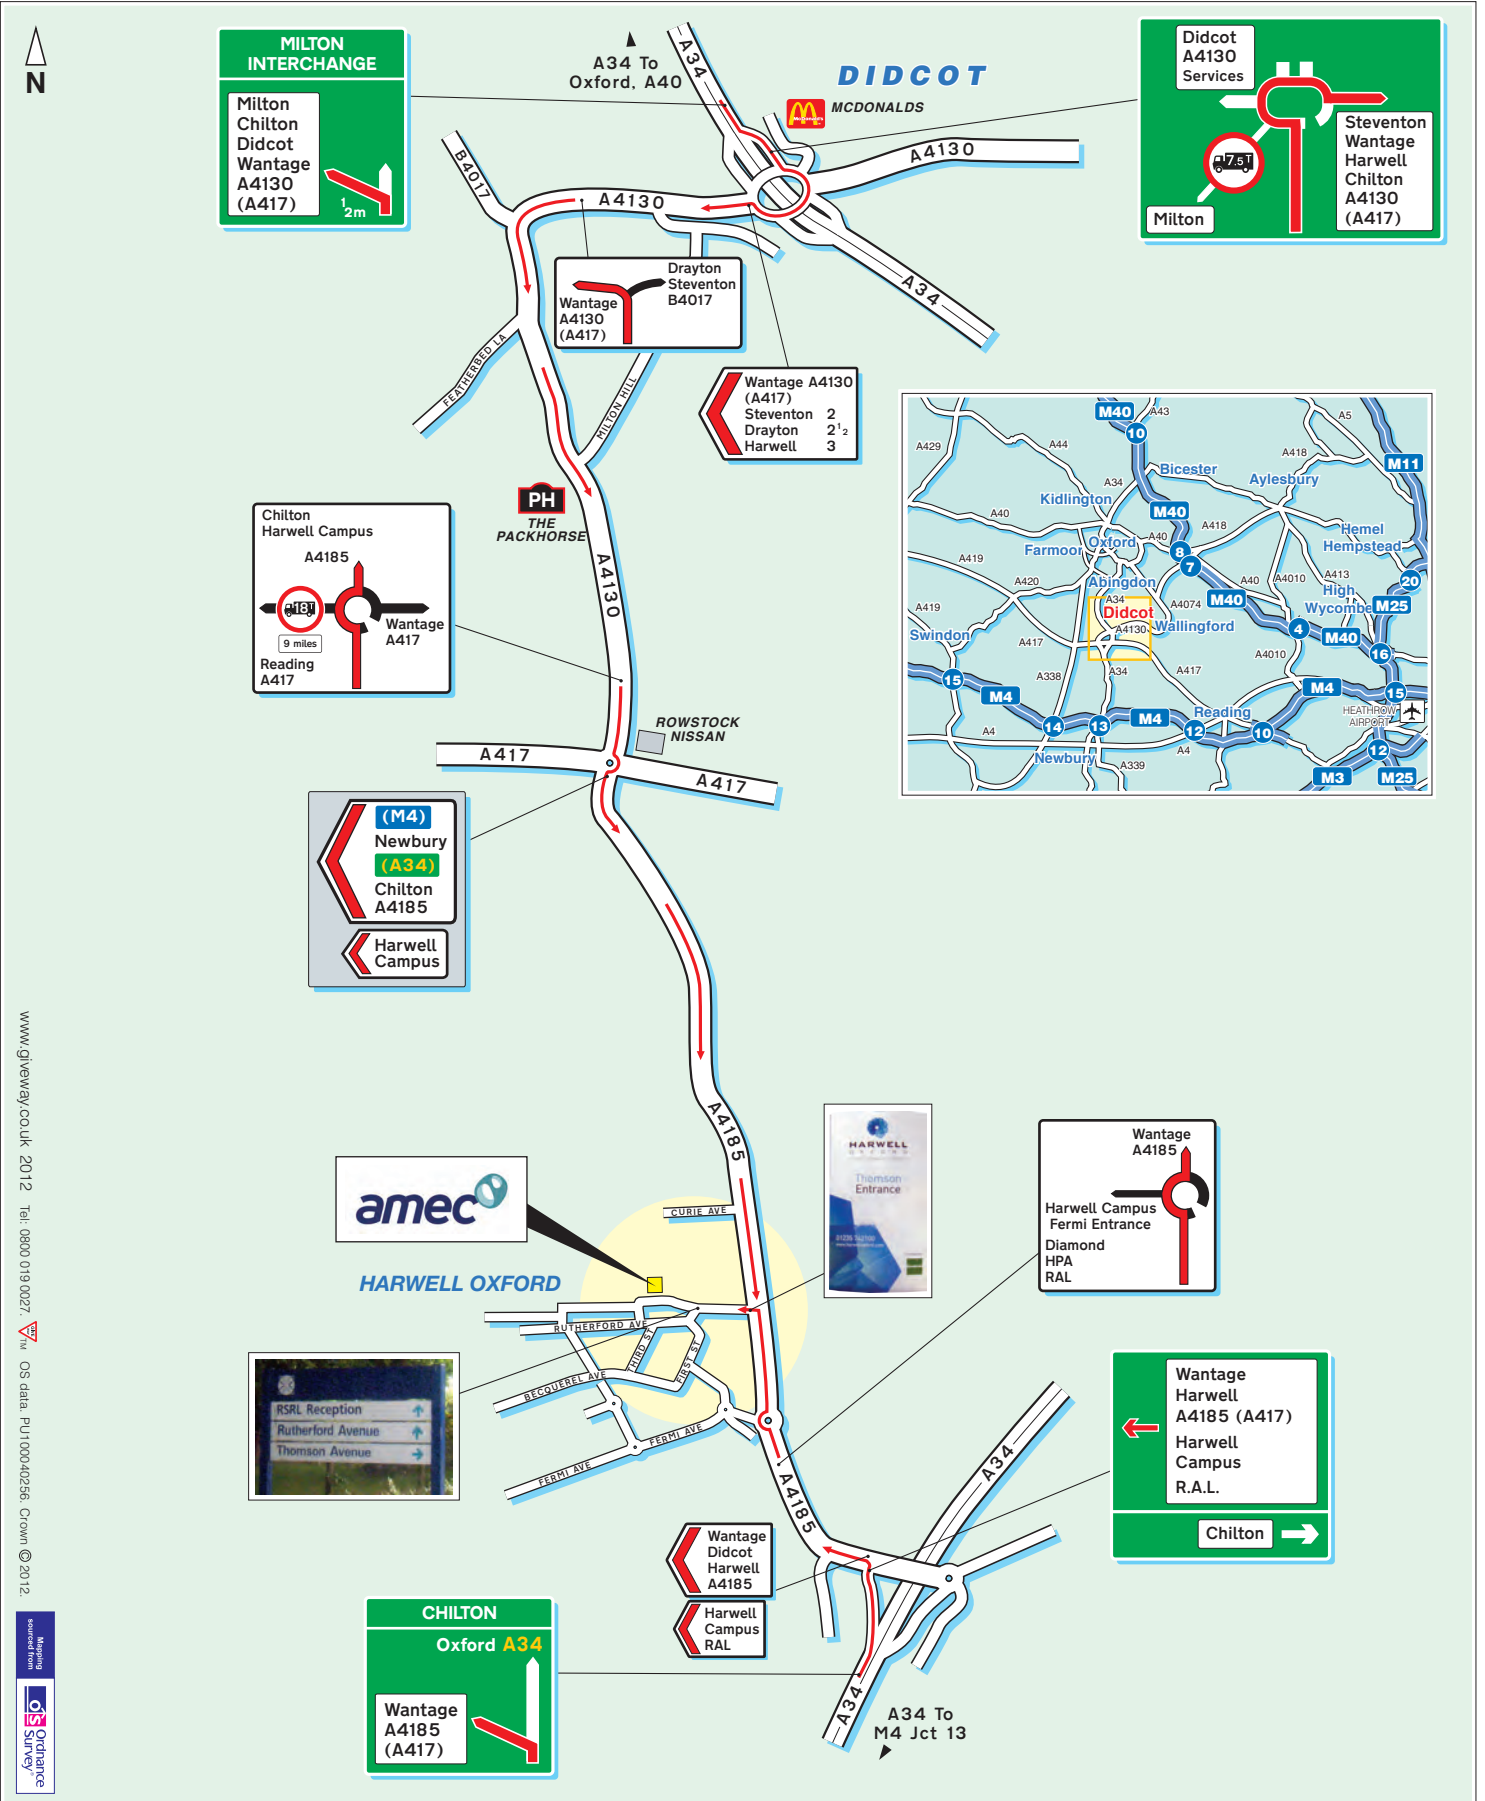 N
MILTON
INTERCHANGE
Milton
Chilton
Didcot
Wantage
A4130
(A417)
1
2m
A34 To
Oxford, A40
A34
DIDCOT
McDonald's
MCDONALDS
Didcot
A4130
Services
7.5T
Milton
Steventon
Wantage
Harwell
Chilton
A4130
(A417)
B4017
A4130
A4130
A34
Drayton
Steventon
B4017
Wantage
A4130
(A417)
FEATHERBED LA
MILTON HILL
Wantage A4130
(A417)
Steventon 2
Drayton 2 1 2
Harwell 3
PH
THE
PACKHORSE
A4130
Chilton
Harwell Campus
A4185
18T
9 miles
Wantage
A417
Reading
A417
ROWSTOCK
NISSAN
A417
A417
(M4)
Newbury
(A34)
Chilton
A4185
Harwell
Campus
M40
A43
A5
10
A429
A44
A418
M11
Bicester
Aylesbury
A34
Kidlington
A40
M40
A418
Hemel
Hempstead
Farmoor
Oxford
A40
8
7
A419
A420
Abingdon
A40
A4010
A413
20
High
Wycombe
M25
A34
Didcot
A4074
M40
A419
A4130
Wallingford
4
M40
Swindon
A417
A4010
16
15
A338
A34
A417
M4
15
M4
HEATHROW
AIRPORT
14
13
M4
Reading
12
10
12
A4
A4
Newbury
A339
M3
M25
A4185
HARWELL
OXFORD
Thomson
Entrance
amec
CURIE AVE
HARWELL OXFORD
RUTHERFORD AVE
THIRD ST
FIRST ST
BECQUEREL AVE
FERMI AVE
FERMI AVE
Wantage
A4185
Harwell Campus
Fermi Entrance
Diamond
HPA
RAL
RSRL Reception
Rutherford Avenue
Thomson Avenue
A4185
A34
Wantage
Harwell
A4185 (A417)
Harwell
Campus
R.A.L.
Chilton
Wantage
Didcot
Harwell
A4185
Harwell
Campus
RAL
CHILTON
Oxford A34
Wantage
A4185
(A417)
A34
A34 To
M4 Jct 13
www.giveway.co.uk 2012 Tel: 0800 019 0027. TM OS data. PU100040256. Crown © 2012.
Mapping
sourced from
OS Ordnance
Survey